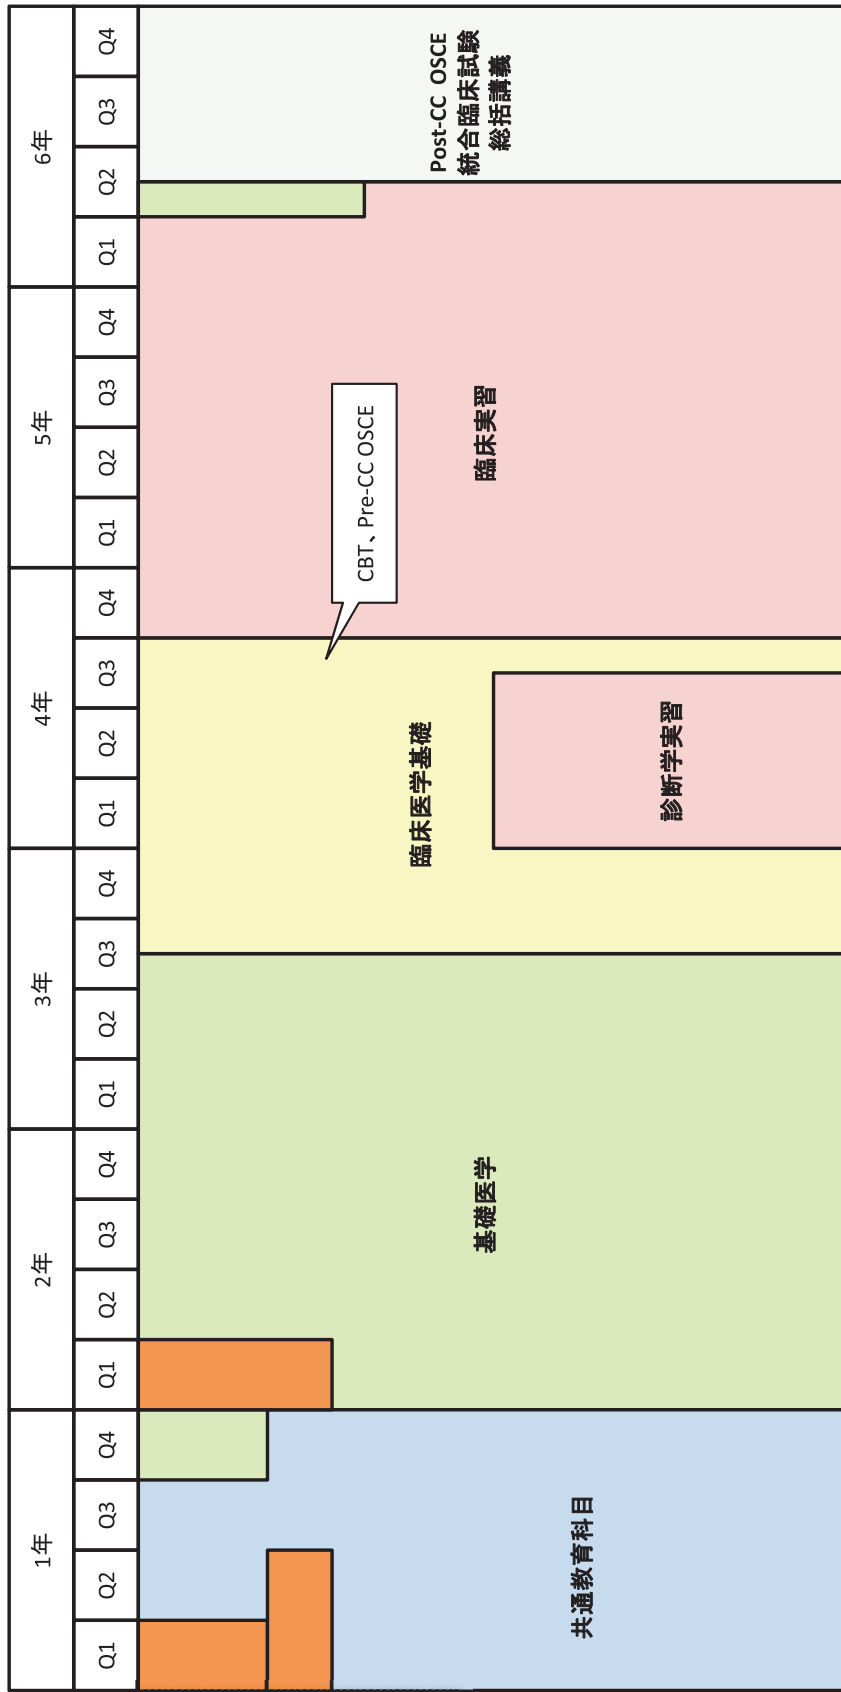 1年
2年
3年
4年
5年
6年
Q1
Q2
Q3
Q4
Q1
Q2
Q3
Q4
Q1
Q2
Q3
Q4
Q1
Q2
Q3
Q4
Q1
Q2
Q3
Q4
Q1
Q2
Q3
Q4
共通教育科目
基礎医学
臨床医学基礎
診断学実習
CBT、Pre-CC OSCE
臨床実習
Post-CC OSCE
統合臨床試験
総括講義